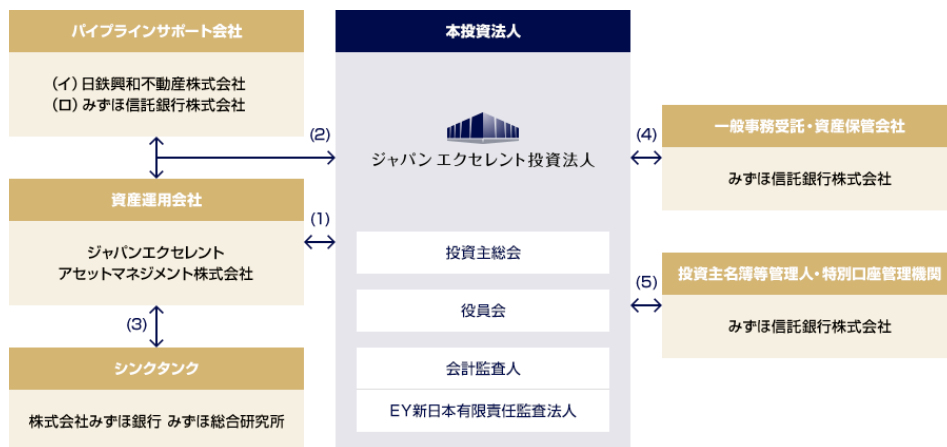 パイプラインサポート会社
(イ)日鉄興和不動産株式会社
(ロ)みずほ信託銀行株式会社
(2)
資産運用会社
ジャパンエクセレント
アセットマネジメント株式会社
(1)
(3)
シンクタンク
株式会社みずほ銀行 みずほ総合研究所
本投資法人
ジャパン エクセレント投資法人
投資主総会
役員会
会計監査人
EY新日本有限責任監査法人
(4)
一般事務受託・資産保管会社
みずほ信託銀行株式会社
(5)
投資主名簿等管理人・特別口座管理機関
みずほ信託銀行株式会社